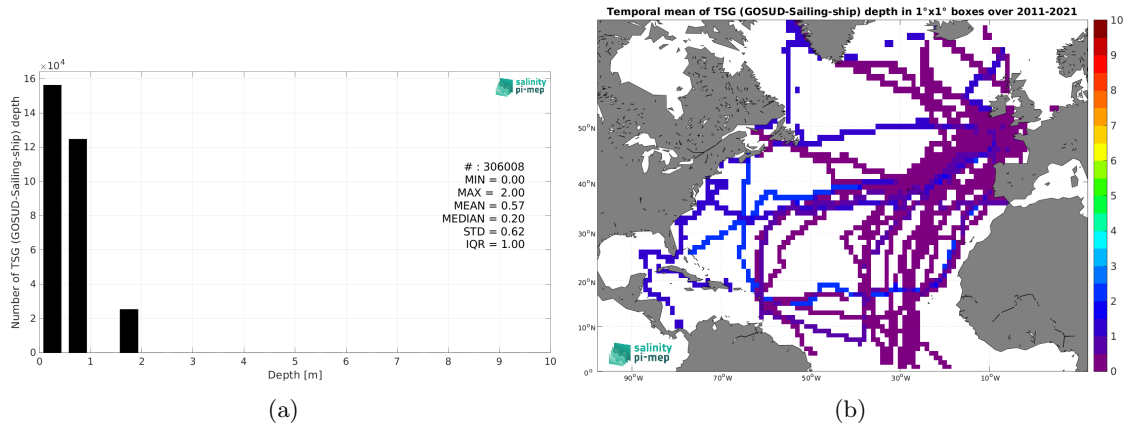 ×10⁴
16
14
12
10
8
6
4
2
0
Number of TSG (GOSUD-Sailing-ship) depth
salinity
pi-mep
# : 306008
MIN = 0.00
MAX = 2.00
MEAN = 0.57
MEDIAN = 0.20
STD = 0.62
IQR = 1.00
0 1 2 3 4 5 6 7 8 9 10
Depth [m]
(a)
Temporal mean of TSG (GOSUD-Sailing-ship) depth in 1°x1° boxes over 2011-2021
50°N
40°N
30°N
20°N
10°N
0°
90°W 70°W 50°W 30°W 10°W
salinity
pi-mep
10
9
8
7
6
5
4
3
2
1
0
(b)